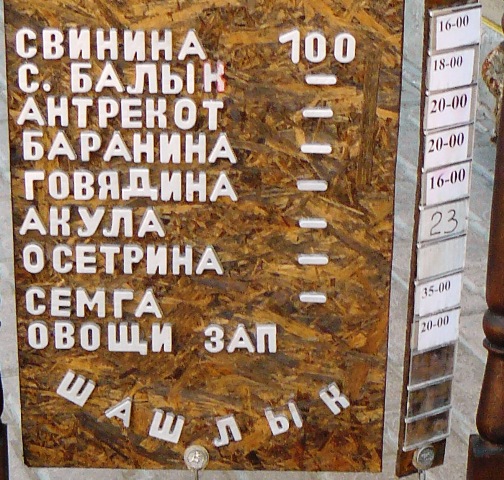 СВИНИНА 100 16-00
С. БАЛЫК — 18-00
АНТРЕКОТ — 20-00
БАРАНИНА — 20-00
ГОВЯДИНА — 16-00
АКУЛА — 23
ОСЕТРИНА —
СЕМГА — 35-00
ОВОЩИ ЗАП 20-00
ШАШЛЫК